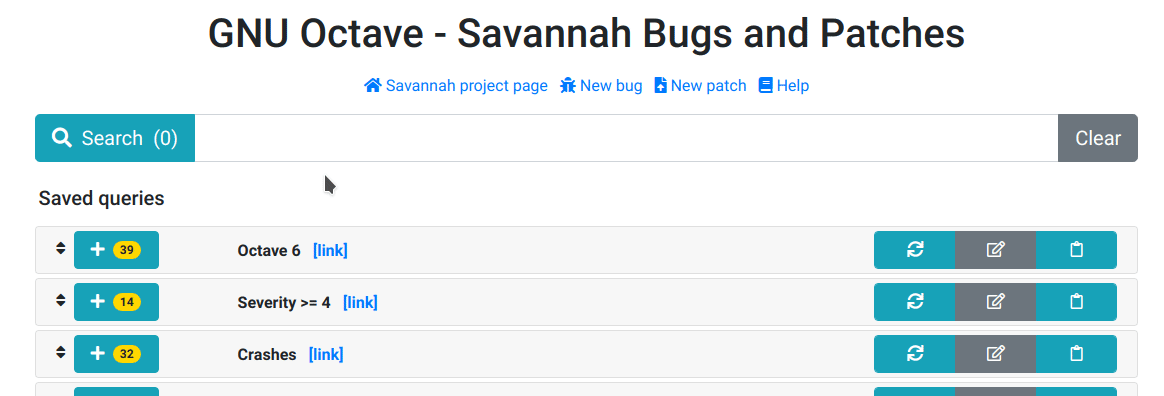 GNU Octave - Savannah Bugs and Patches
Savannah project page New bug New patch Help
Search (0) Clear
Saved queries
39 Octave 6 [link]
14 Severity >= 4 [link]
32 Crashes [link]